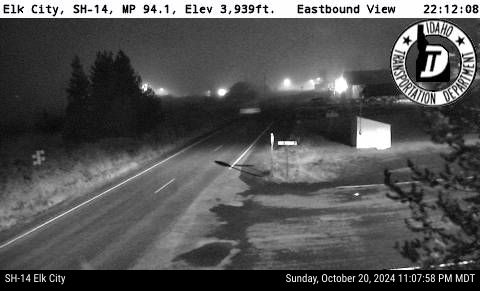 Elk City, SH-14, MP 94.1, Elev 3,939ft. Eastbound View 22:12:08
IDAHO
TRANSPORTATION DEPARTMENT
SH-14 Elk City Sunday, October 20, 2024 11:07:58 PM MDT